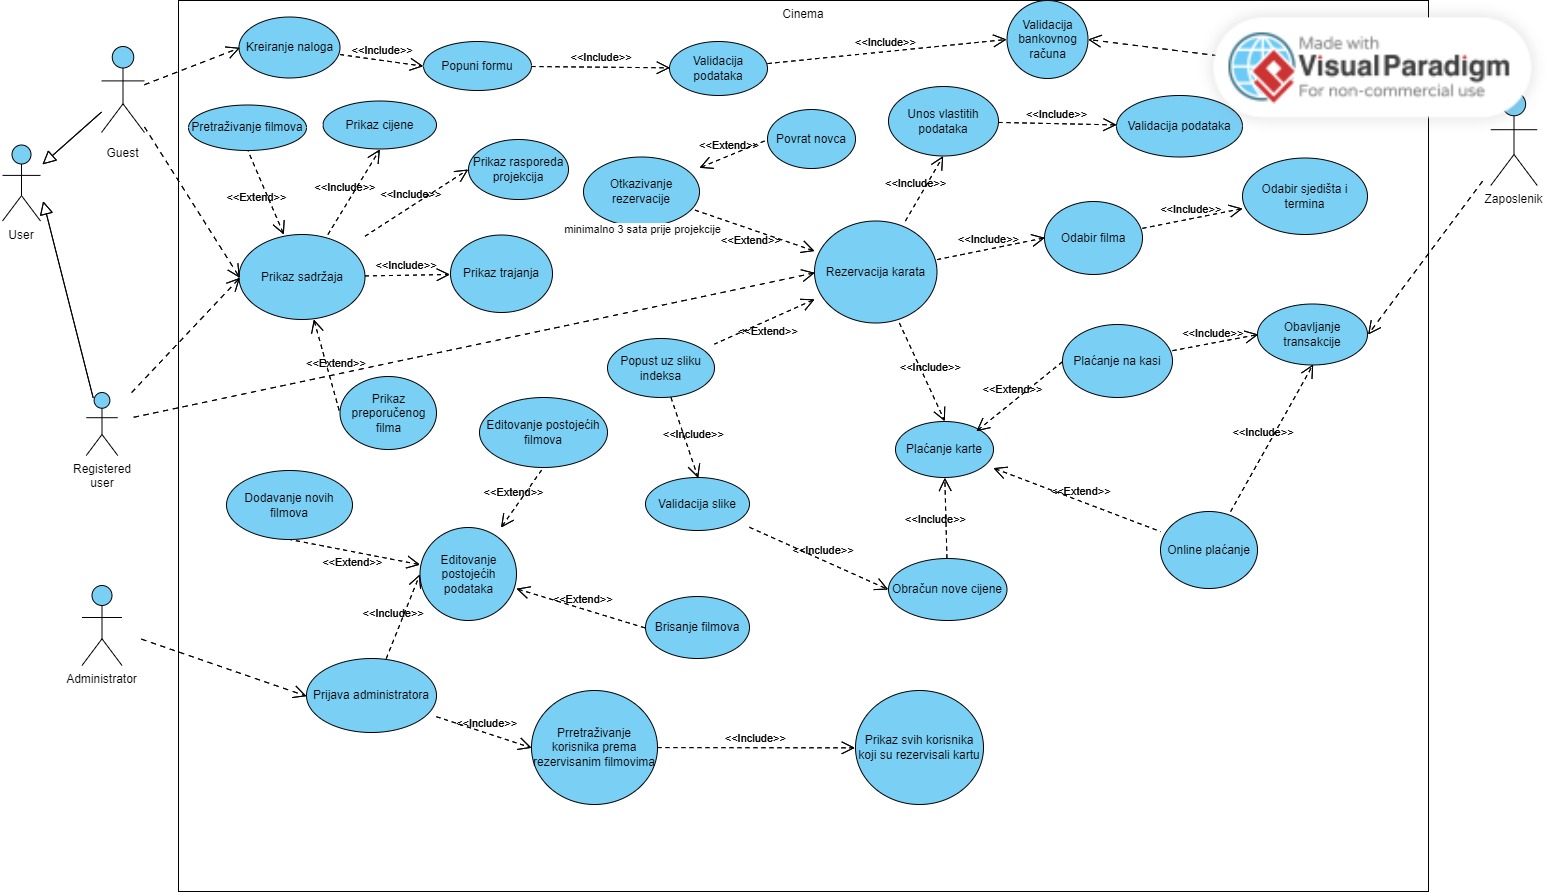 Cinema
Made with
VisualParadigm
For non-commercial use
Kreiranje naloga
<<Include>>
Popuni formu
<<Include>>
Validacija
podataka
<<Include>>
Validacija
bankovnog
računa
Guest
User
Registered
user
Administrator
Zaposlenik
Pretraživanje filmova
<<Extend>>
Prikaz cijene
<<Include>>
Prikaz rasporeda
projekcija
<<Include>>
Prikaz sadržaja
<<Include>>
Prikaz trajanja
<<Extend>>
Prikaz
preporučenog
filma
Povrat novca
<<Extend>>
Otkazivanje
rezervacije
minimalno 3 sata prije projekcije
<<Extend>>
Unos vlastitih
podataka
<<Include>>
Validacija podataka
<<Include>>
Rezervacija karata
<<Include>>
Odabir filma
<<Include>>
Odabir sjedišta i
termina
<<Extend>>
Popust uz sliku
indeksa
<<Include>>
Validacija slike
<<Include>>
Obračun nove cijene
<<Include>>
<<Include>>
Plaćanje karte
<<Extend>>
Plaćanje na kasi
<<Include>>
Obavljanje
transakcije
<<Include>>
<<Extend>>
Online plaćanje
Editovanje postojećih
filmova
<<Extend>>
Dodavanje novih
filmova
<<Extend>>
Editovanje
postojećih
podataka
<<Extend>>
Brisanje filmova
<<Include>>
Prijava administratora
<<Include>>
Prretraživanje
korisnika prema
rezervisanim filmovima
<<Include>>
Prikaz svih korisnika
koji su rezervisali kartu